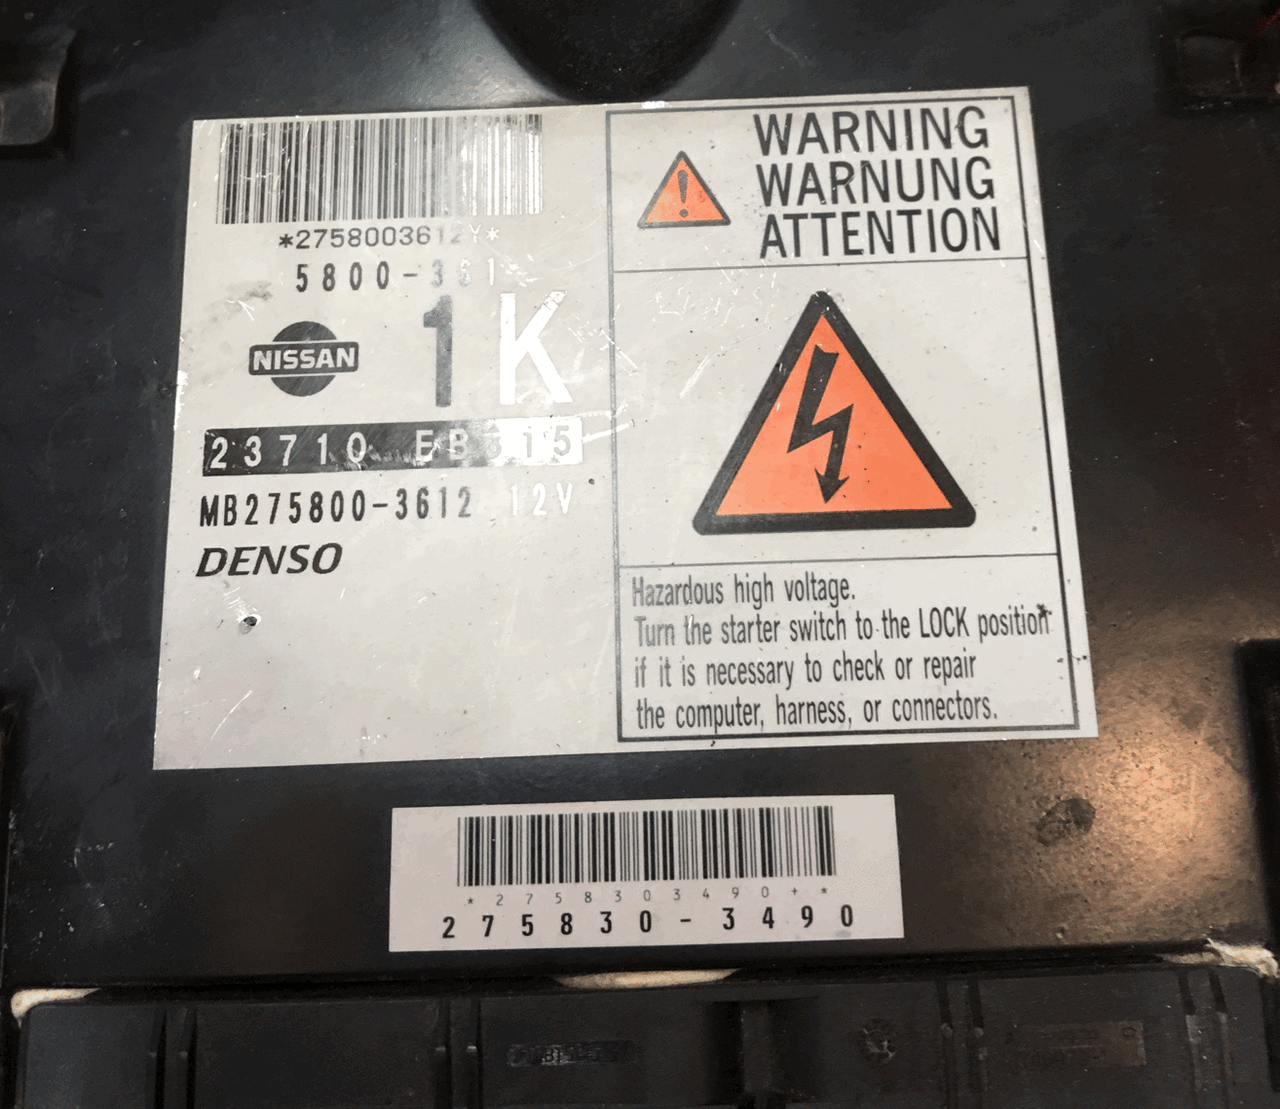 *2758003612Y*
5800-361
NISSAN
1K
23710 EB315
MB275800-3612 12V
DENSO
WARNING
WARNUNG
ATTENTION
Hazardous high voltage.
Turn the starter switch to the LOCK position
if it is necessary to check or repair
the computer, harness, or connectors.
*2758303490+*
275830-3490